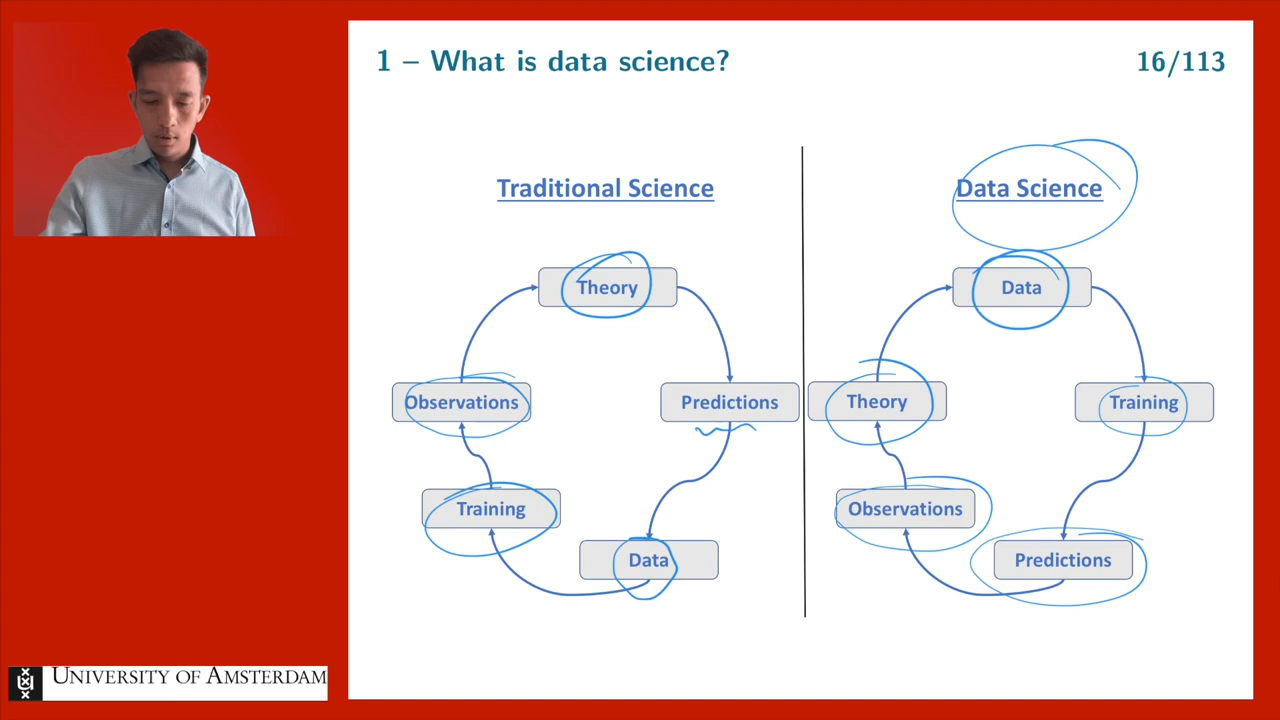 1 – What is data science?
16/113
Traditional Science
Theory
Observations
Predictions
Training
Data
Data Science
Data
Theory
Training
Observations
Predictions
UNIVERSITY OF AMSTERDAM